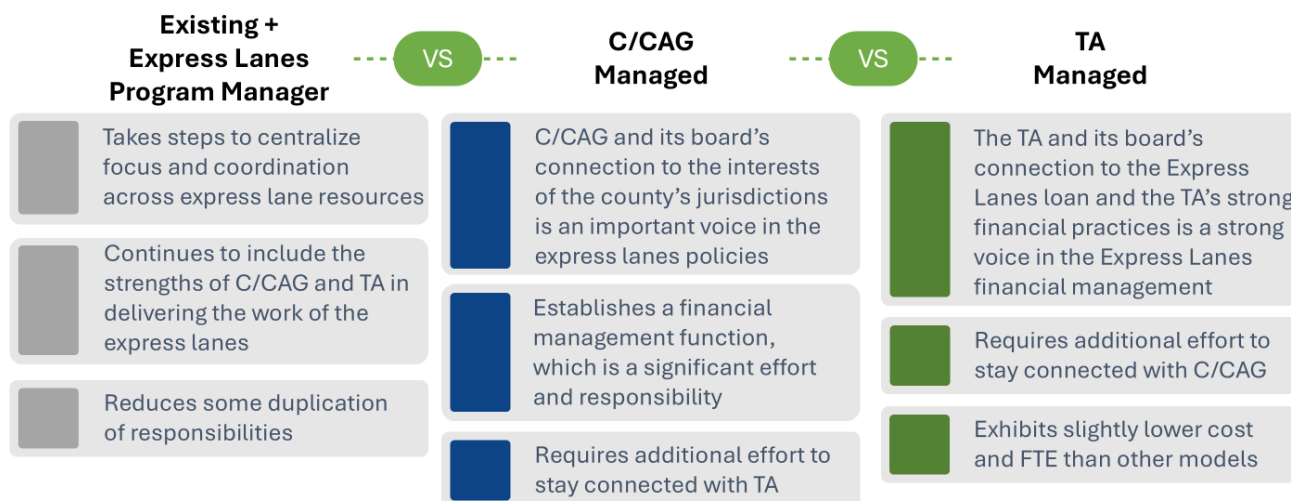 Existing +
Express Lanes
Program Manager
VS
C/CAG
Managed
VS
TA
Managed
Takes steps to centralize
focus and coordination
across express lane resources
Continues to include the
strengths of C/CAG and TA in
delivering the work of the
express lanes
Reduces some duplication
of responsibilities
C/CAG and its board’s
connection to the interests
of the county’s jurisdictions
is an important voice in the
express lanes policies
Establishes a financial
management function,
which is a significant effort
and responsibility
Requires additional effort to
stay connected with TA
The TA and its board’s
connection to the Express
Lanes loan and the TA’s strong
financial practices is a strong
voice in the Express Lanes
financial management
Requires additional effort to
stay connected with C/CAG
Exhibits slightly lower cost
and FTE than other models